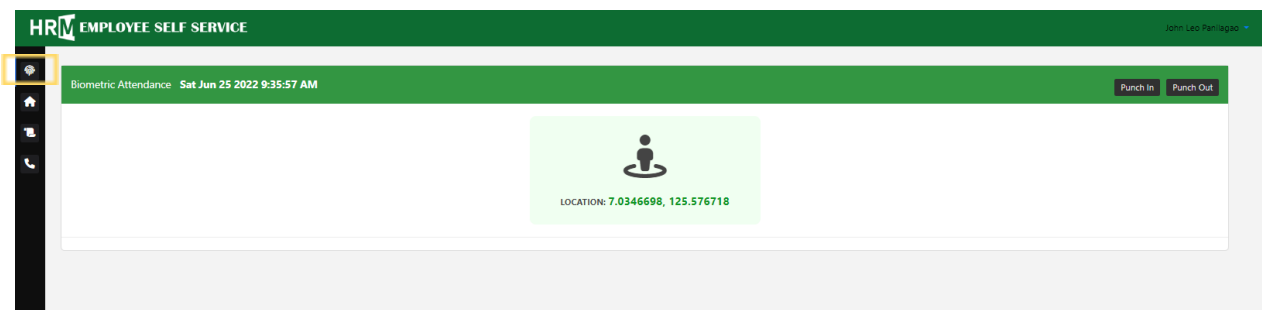 HRM EMPLOYEE SELF SERVICE
John Leo Panilagao
Biometric Attendance Sat Jun 25 2022 9:35:57 AM
Punch In Punch Out
LOCATION: 7.0346698, 125.576718